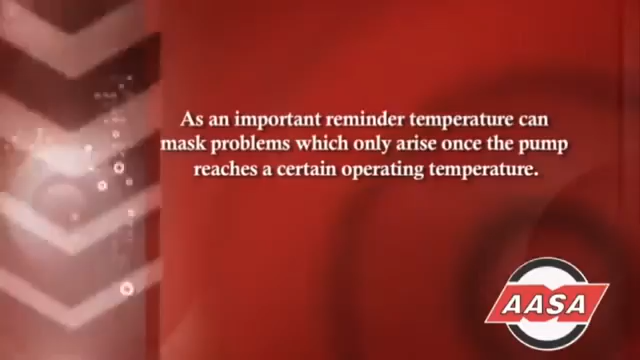 As an important reminder temperature can
mask problems which only arise once the pump
reaches a certain operating temperature.
AASA